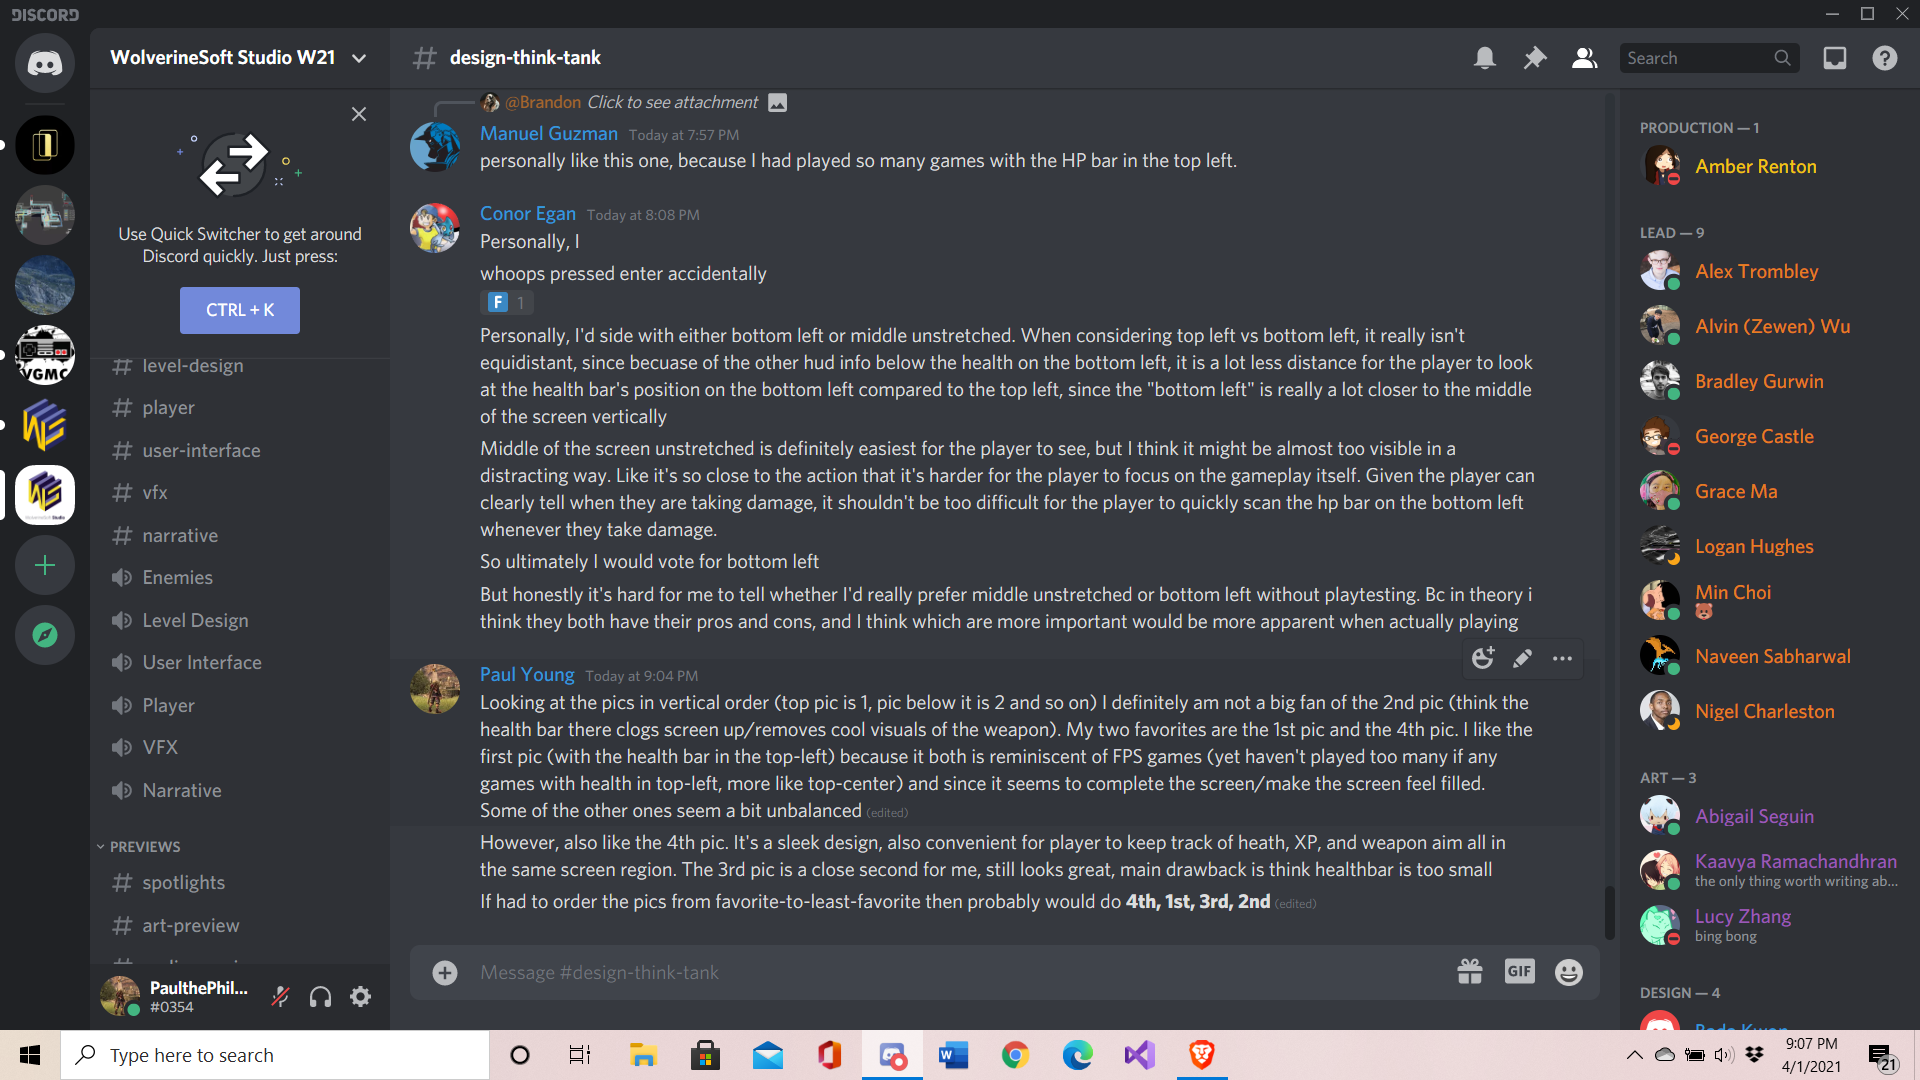 DISCORD
WolverineSoft Studio W21
design-think-tank
Search
Use Quick Switcher to get around
Discord quickly. Just press:
CTRL + K
level-design
player
user-interface
vfx
narrative
Enemies
Level Design
User Interface
Player
VFX
Narrative
PREVIEWS
spotlights
art-preview
PaulthePhil...
#0354
VGMC
@Brandon Click to see attachment
Manuel Guzman Today at 7:57 PM
personally like this one, because I had played so many games with the HP bar in the top left.
Conor Egan Today at 8:08 PM
Personally, I
whoops pressed enter accidentally
F 1
Personally, I'd side with either bottom left or middle unstretched. When considering top left vs bottom left, it really isn't
equidistant, since becuase of the other hud info below the health on the bottom left, it is a lot less distance for the player to look
at the health bar's position on the bottom left compared to the top left, since the "bottom left" is really a lot closer to the middle
of the screen vertically
Middle of the screen unstretched is definitely easiest for the player to see, but I think it might be almost too visible in a
distracting way. Like it's so close to the action that it's harder for the player to focus on the gameplay itself. Given the player can
clearly tell when they are taking damage, it shouldn't be too difficult for the player to quickly scan the hp bar on the bottom left
whenever they take damage.
So ultimately I would vote for bottom left
But honestly it's hard for me to tell whether I'd really prefer middle unstretched or bottom left without playtesting. Bc in theory i
think they both have their pros and cons, and I think which are more important would be more apparent when actually playing
Paul Young Today at 9:04 PM
Looking at the pics in vertical order (top pic is 1, pic below it is 2 and so on) I definitely am not a big fan of the 2nd pic (think the
health bar there clogs screen up/removes cool visuals of the weapon). My two favorites are the 1st pic and the 4th pic. I like the
first pic (with the health bar in the top-left) because it both is reminiscent of FPS games (yet haven't played too many if any
games with health in top-left, more like top-center) and since it seems to complete the screen/make the screen feel filled.
Some of the other ones seem a bit unbalanced (edited)
However, also like the 4th pic. It's a sleek design, also convenient for player to keep track of heath, XP, and weapon aim all in
the same screen region. The 3rd pic is a close second for me, still looks great, main drawback is think healthbar is too small
If had to order the pics from favorite-to-least-favorite then probably would do 4th, 1st, 3rd, 2nd (edited)
Message #design-think-tank
GIF
PRODUCTION — 1
Amber Renton
LEAD — 9
Alex Trombley
Alvin (Zewen) Wu
Bradley Gurwin
George Castle
Grace Ma
Logan Hughes
Min Choi
Naveen Sabharwal
Nigel Charleston
ART — 3
Abigail Seguin
Kaavya Ramachandhran
the only thing worth writing ab...
Lucy Zhang
bing bong
DESIGN — 4
Type here to search
9:07 PM
4/1/2021
21